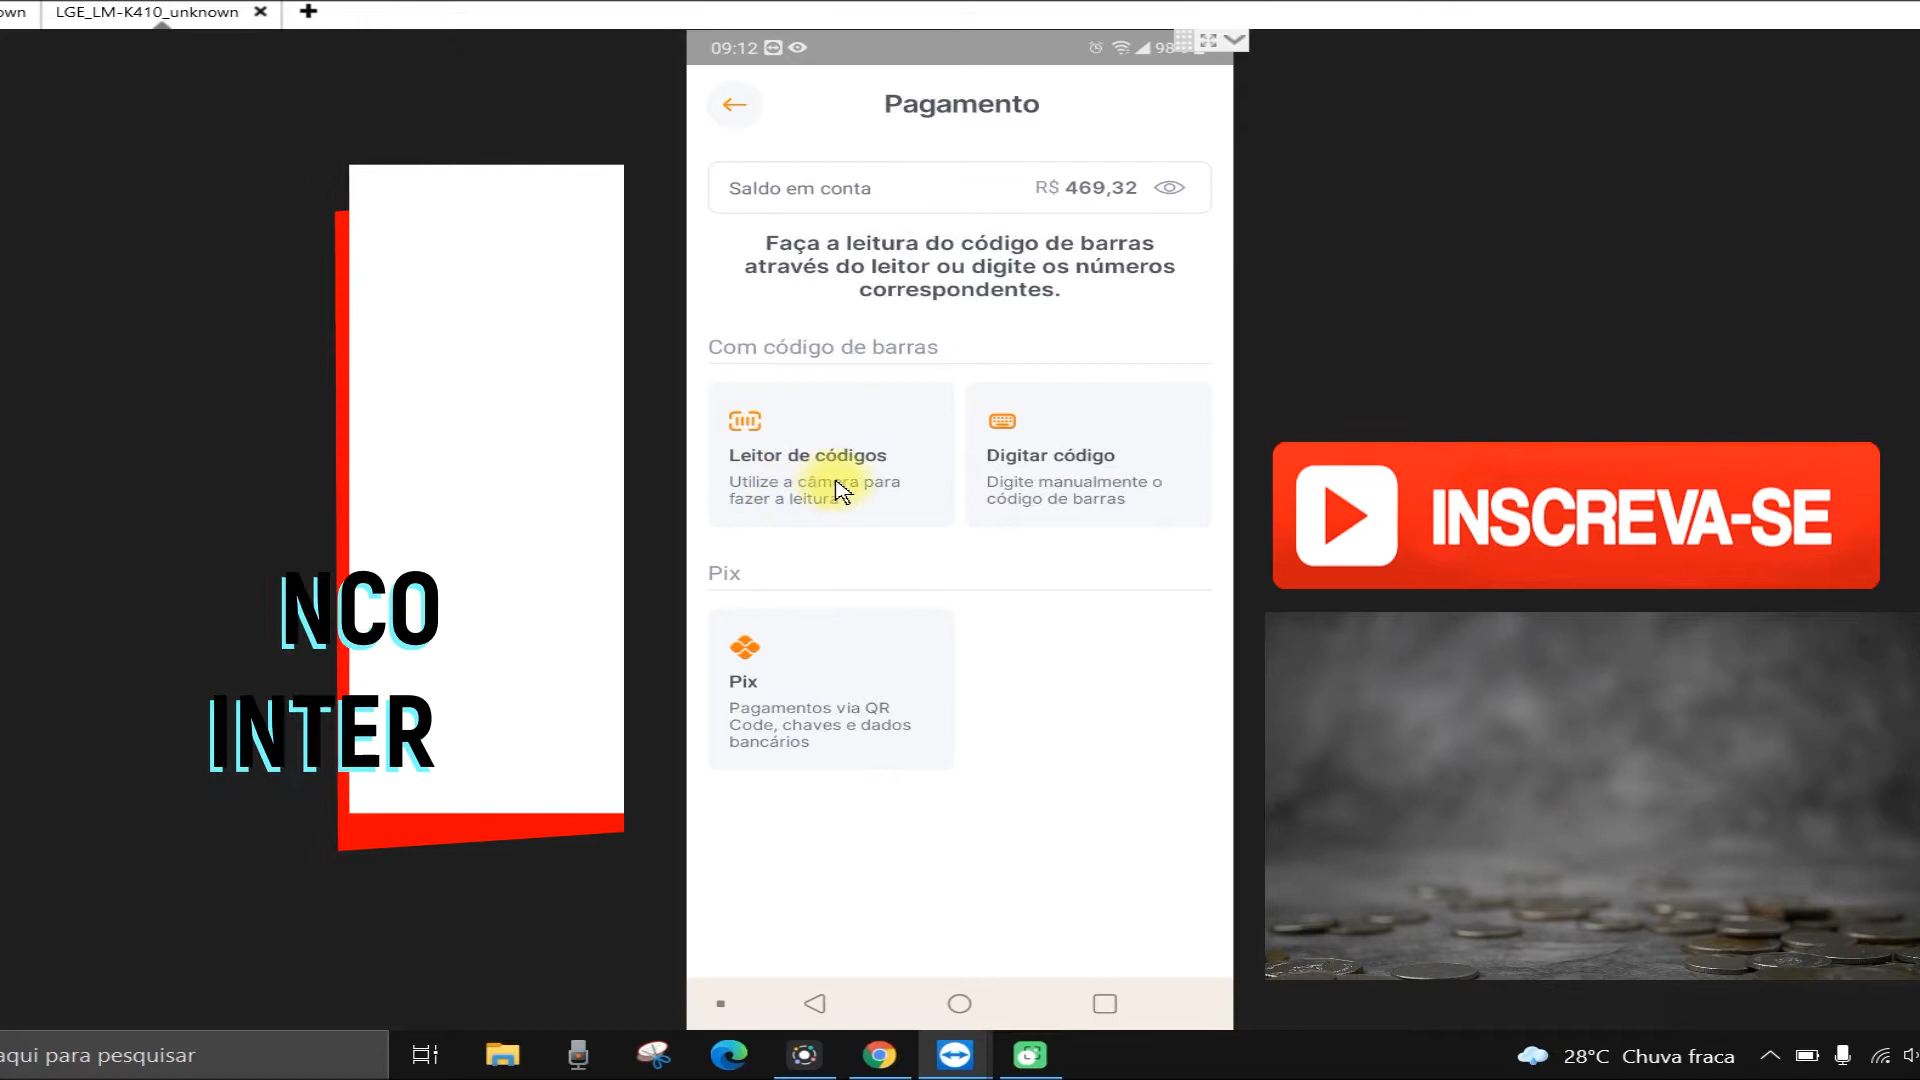 own
LGE_LM-K410_unknown
09:12
Pagamento
Saldo em conta
R$ 469,32
Faça a leitura do código de barras
através do leitor ou digite os números
correspondentes.
Com código de barras
Leitor de códigos
Utilize a câmera para
fazer a leitura
Digitar código
Digite manualmente o
código de barras
Pix
Pix
Pagamentos via QR
Code, chaves e dados
bancários
NCO
INTER
INSCREVA-SE
aqui para pesquisar
28°C Chuva fraca